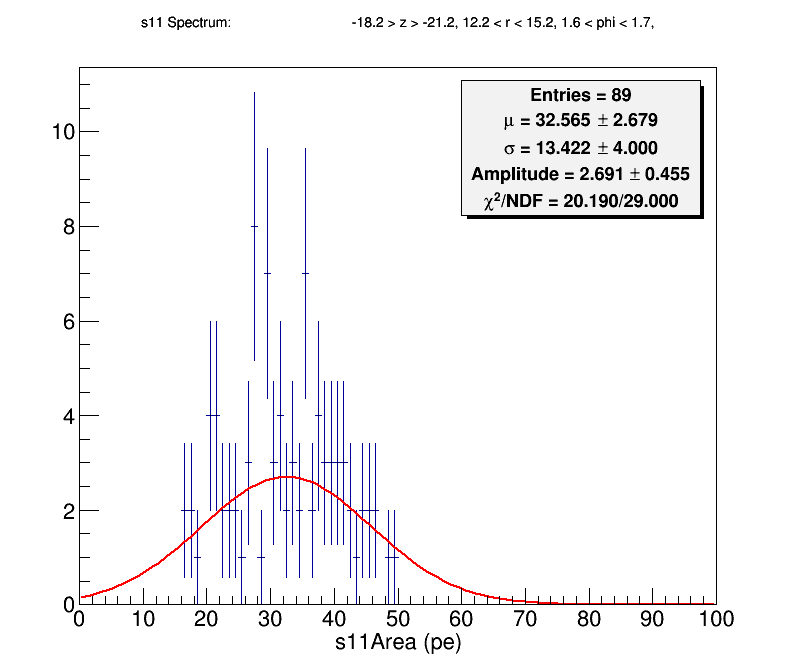 s11 Spectrum: -18.2 > z > -21.2, 12.2 < r < 15.2, 1.6 < phi < 1.7,
Entries = 89
μ = 32.565 ± 2.679
σ = 13.422 ± 4.000
Amplitude = 2.691 ± 0.455
χ²/NDF = 20.190/29.000
10
8
6
4
2
0
0 10 20 30 40 50 60 70 80 90 100
s11Area (pe)